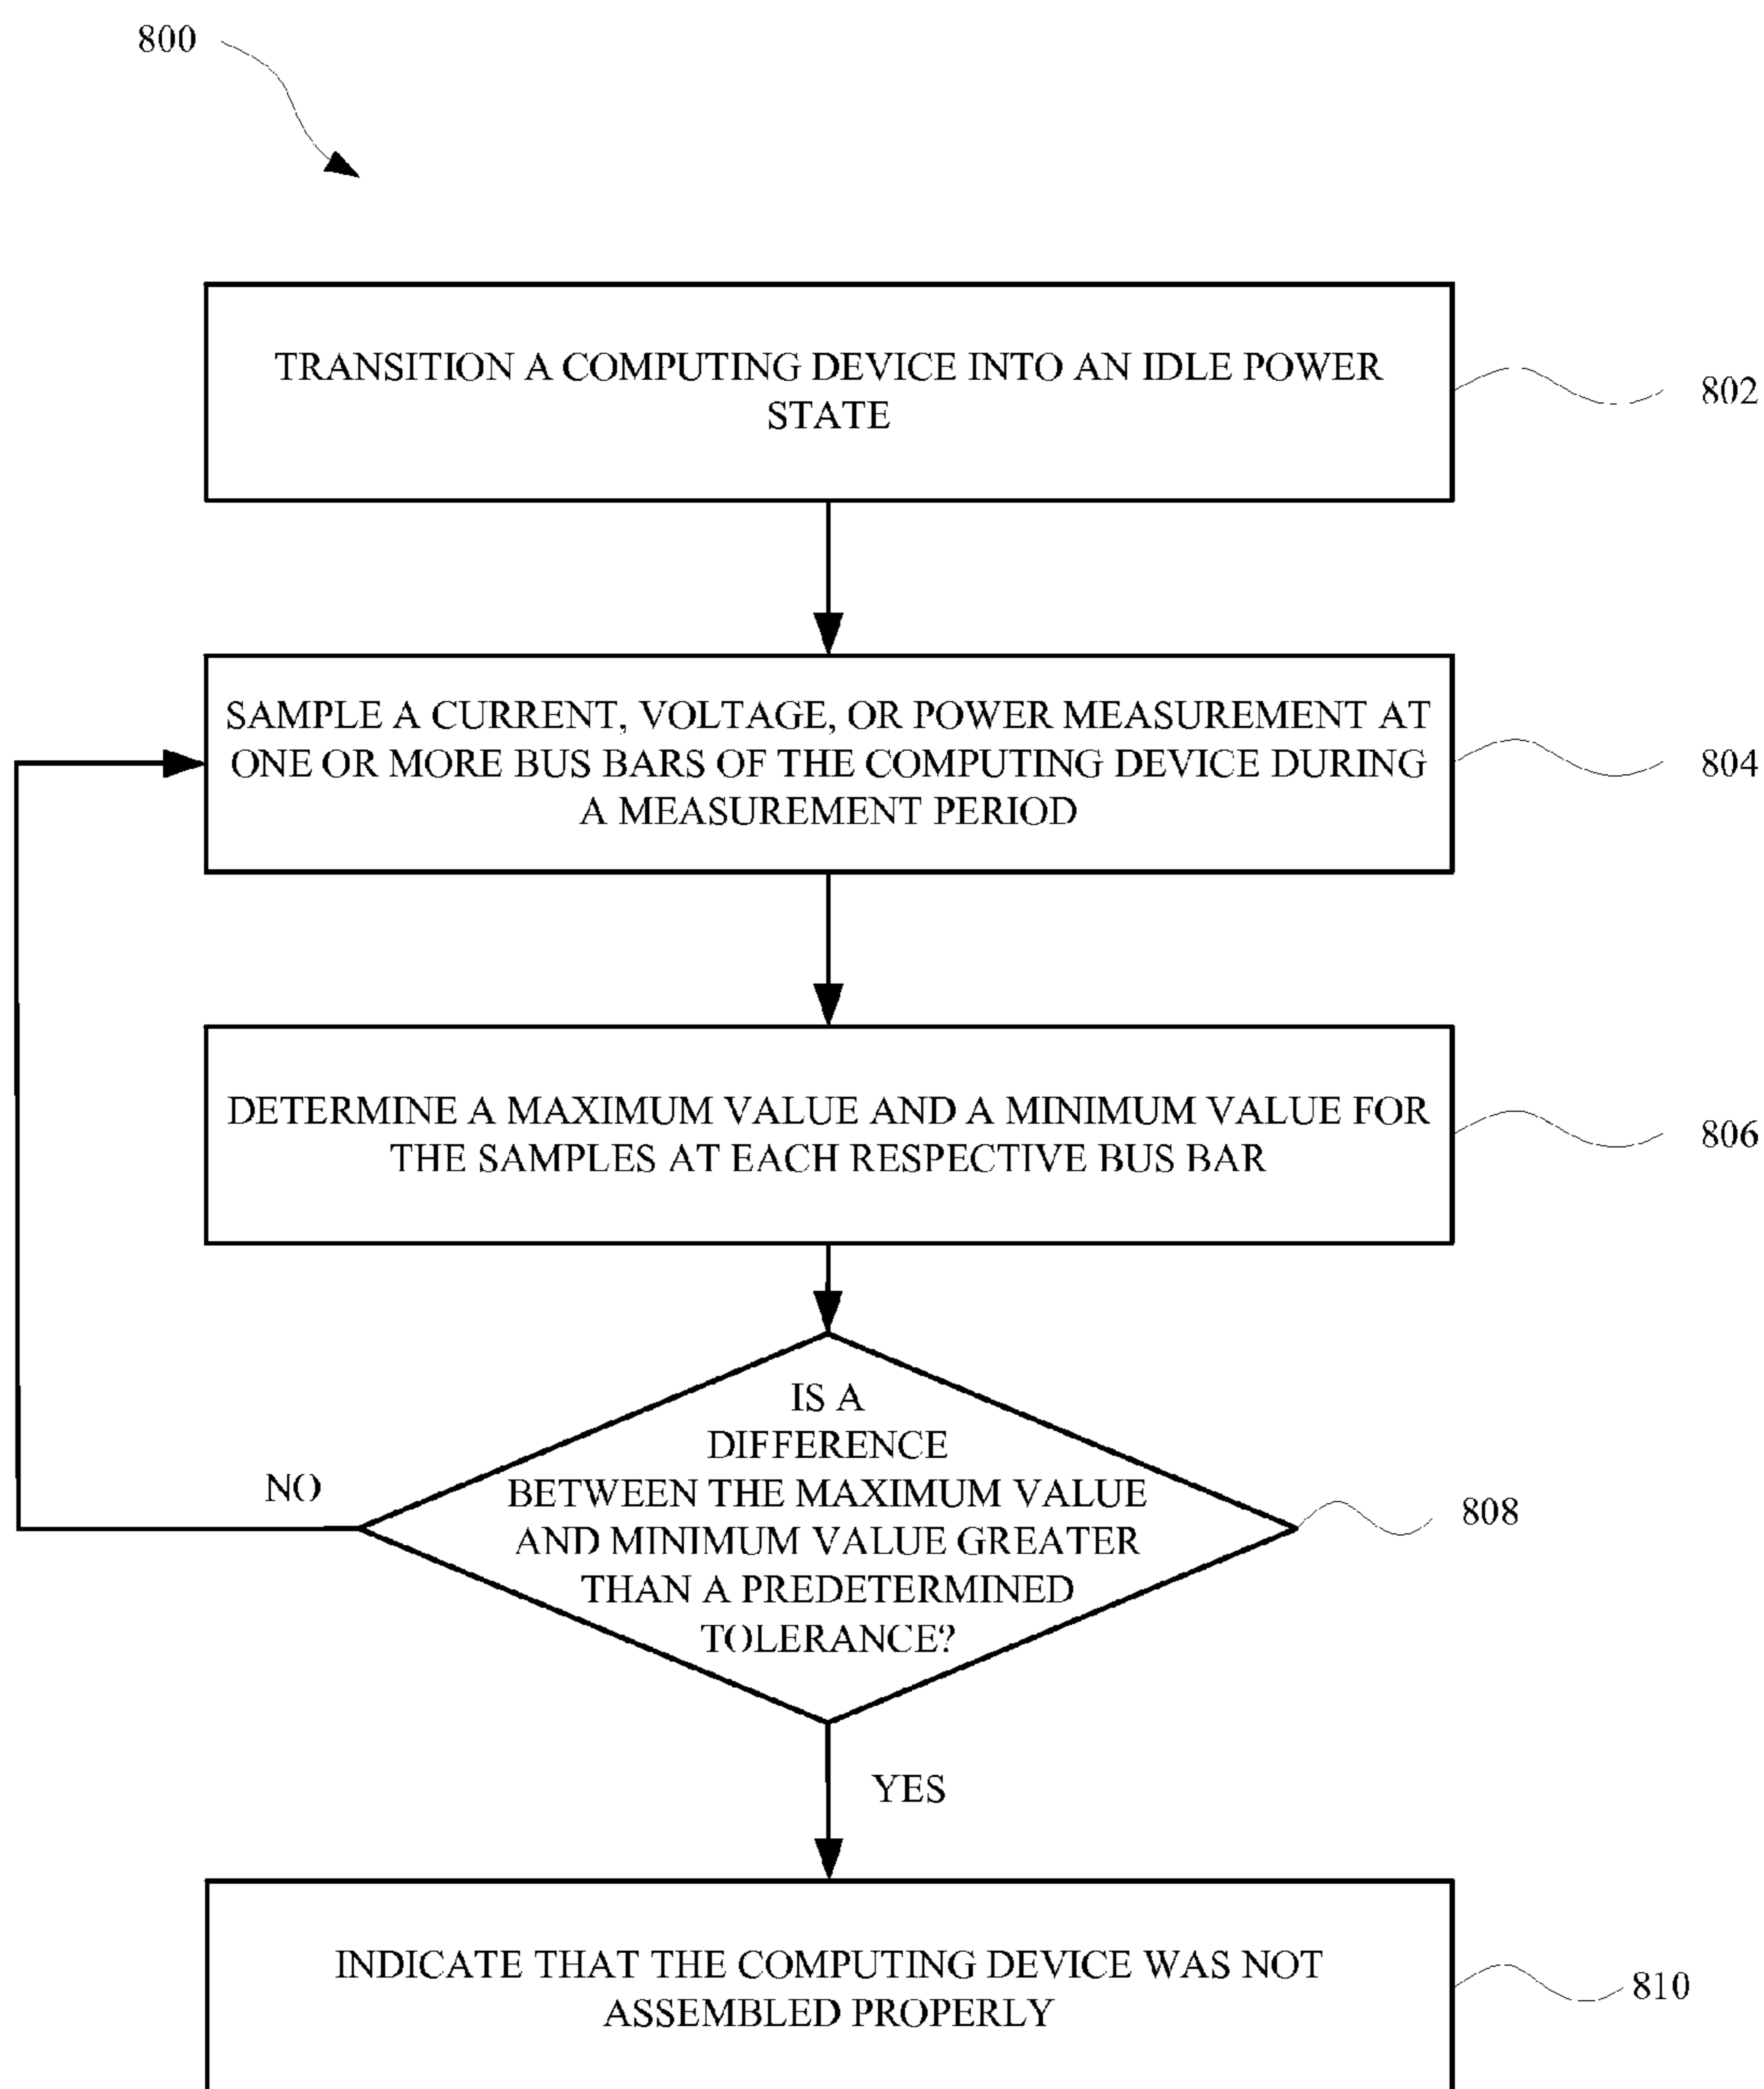 800
TRANSITION A COMPUTING DEVICE INTO AN IDLE POWER
STATE
802
SAMPLE A CURRENT, VOLTAGE, OR POWER MEASUREMENT AT
ONE OR MORE BUS BARS OF THE COMPUTING DEVICE DURING
A MEASUREMENT PERIOD
804
DETERMINE A MAXIMUM VALUE AND A MINIMUM VALUE FOR
THE SAMPLES AT EACH RESPECTIVE BUS BAR
806
IS A
DIFFERENCE
BETWEEN THE MAXIMUM VALUE
AND MINIMUM VALUE GREATER
THAN A PREDETERMINED
TOLERANCE?
NO
808
YES
INDICATE THAT THE COMPUTING DEVICE WAS NOT
ASSEMBLED PROPERLY
810